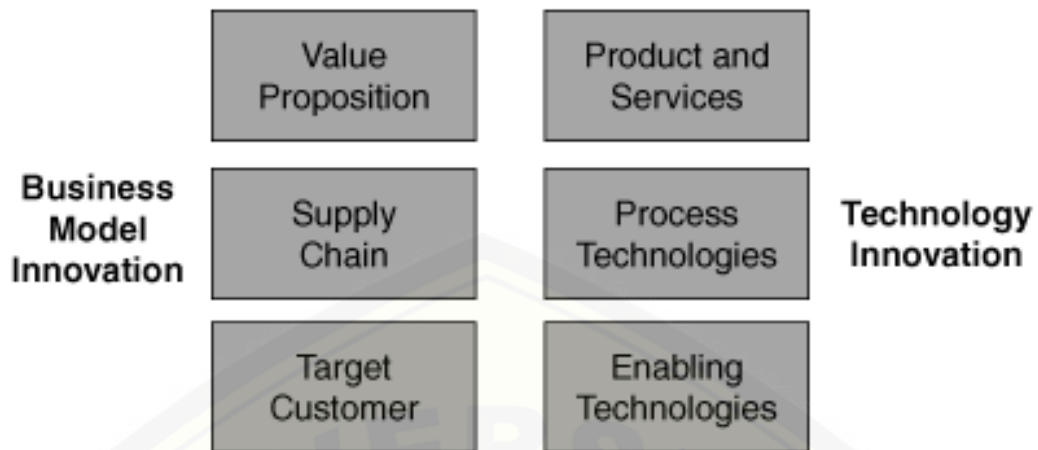 Value
Proposition
Product and
Services
Business
Model
Innovation
Supply
Chain
Process
Technologies
Technology
Innovation
Target
Customer
Enabling
Technologies